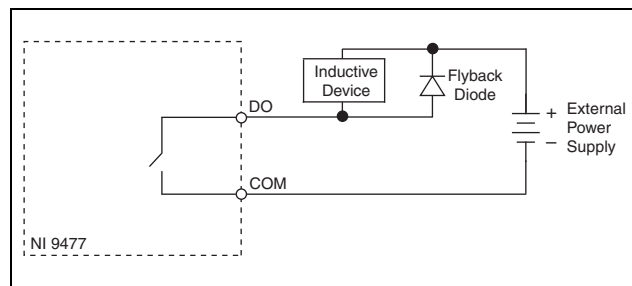 Inductive
Device
Flyback
Diode
DO
+ External
Power
– Supply
COM
NI 9477